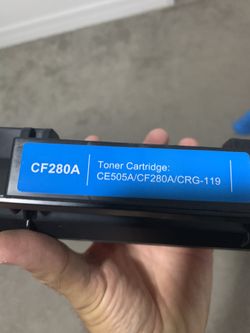 CF280A
Toner Cartridge:
CE505A/CF280A/CRG-119